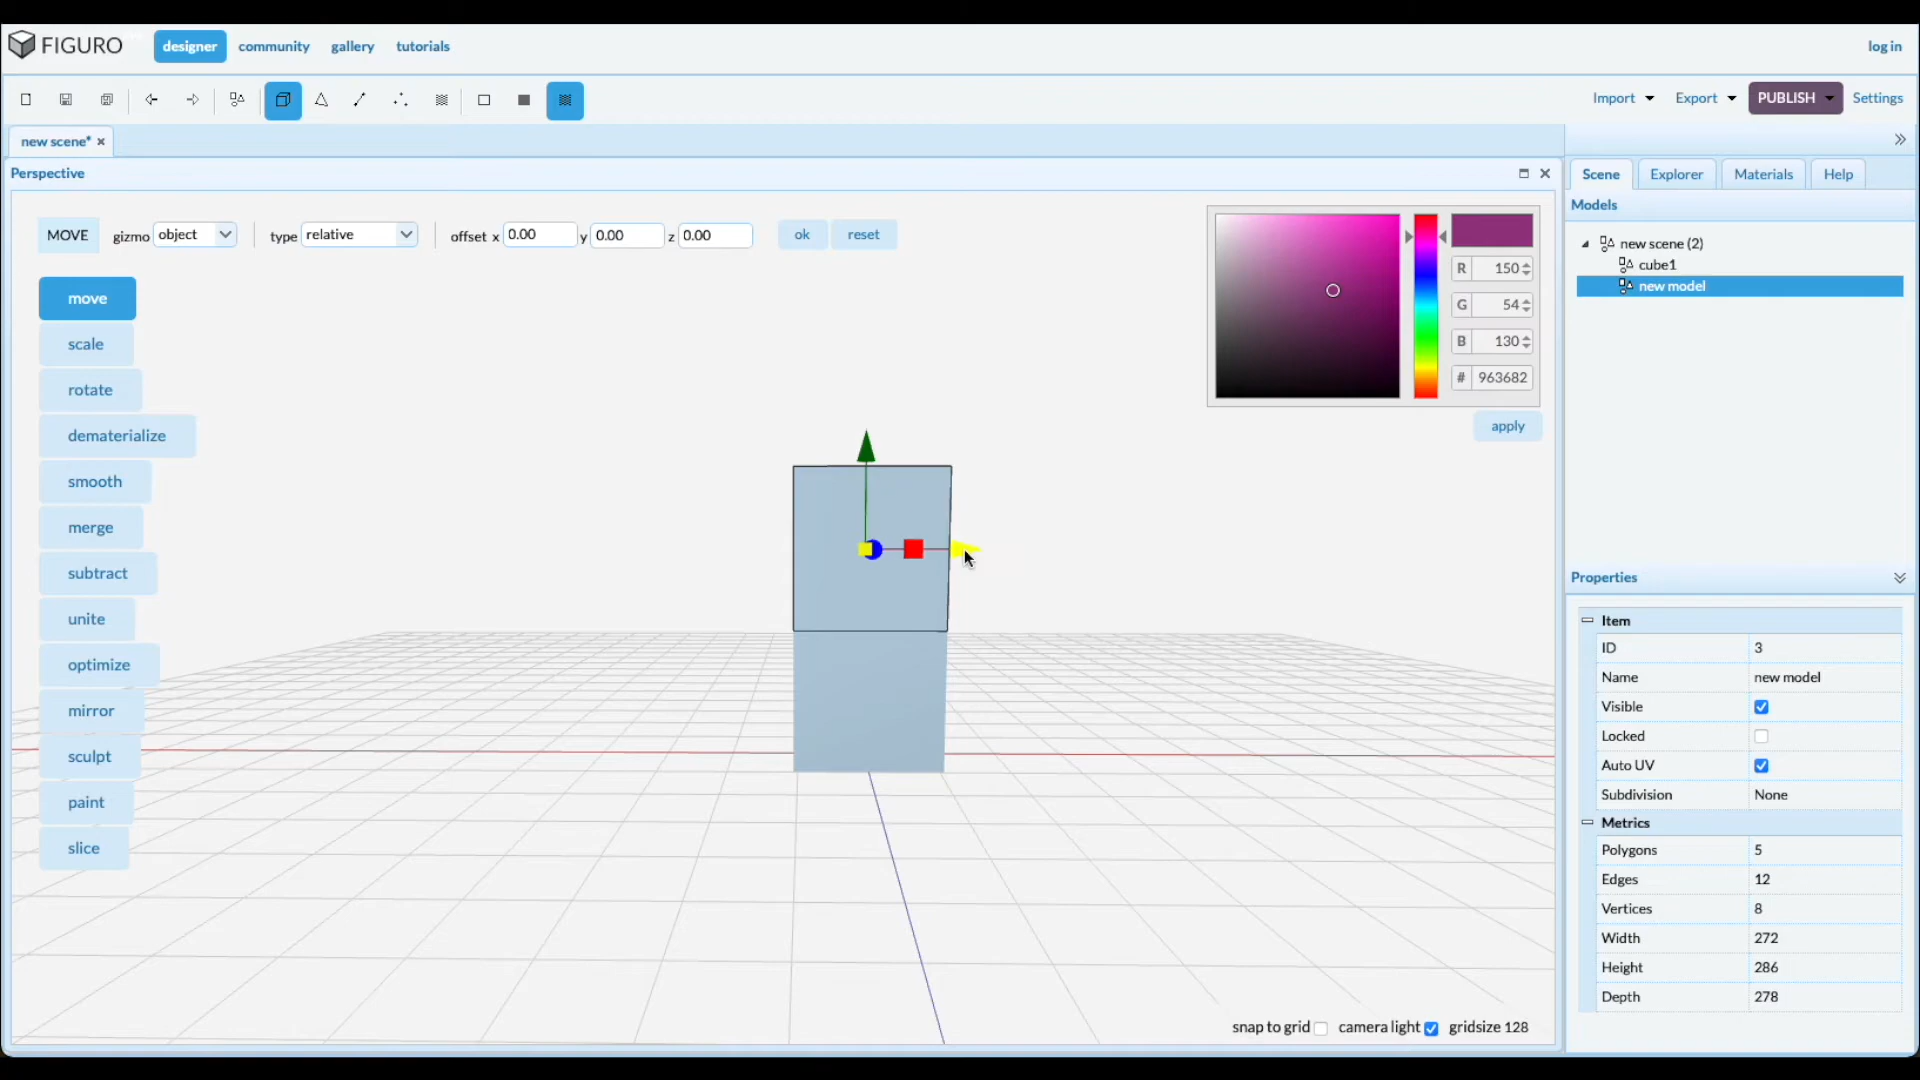 FIGURO designer community gallery tutorials log in
Import Export PUBLISH Settings
new scene* ×
Perspective
Scene Explorer Materials Help
Models
MOVE gizmo object type relative offset x 0.00 y 0.00 z 0.00 ok reset
new scene (2)
cube1
new model
R 150
G 54
B 130
# 963682
apply
move
scale
rotate
dematerialize
smooth
merge
subtract
unite
optimize
mirror
sculpt
paint
slice
Properties
Item
ID 3
Name new model
Visible
Locked
Auto UV
Subdivision None
Metrics
Polygons 5
Edges 12
Vertices 8
Width 272
Height 286
Depth 278
snap to grid camera light gridsize 128